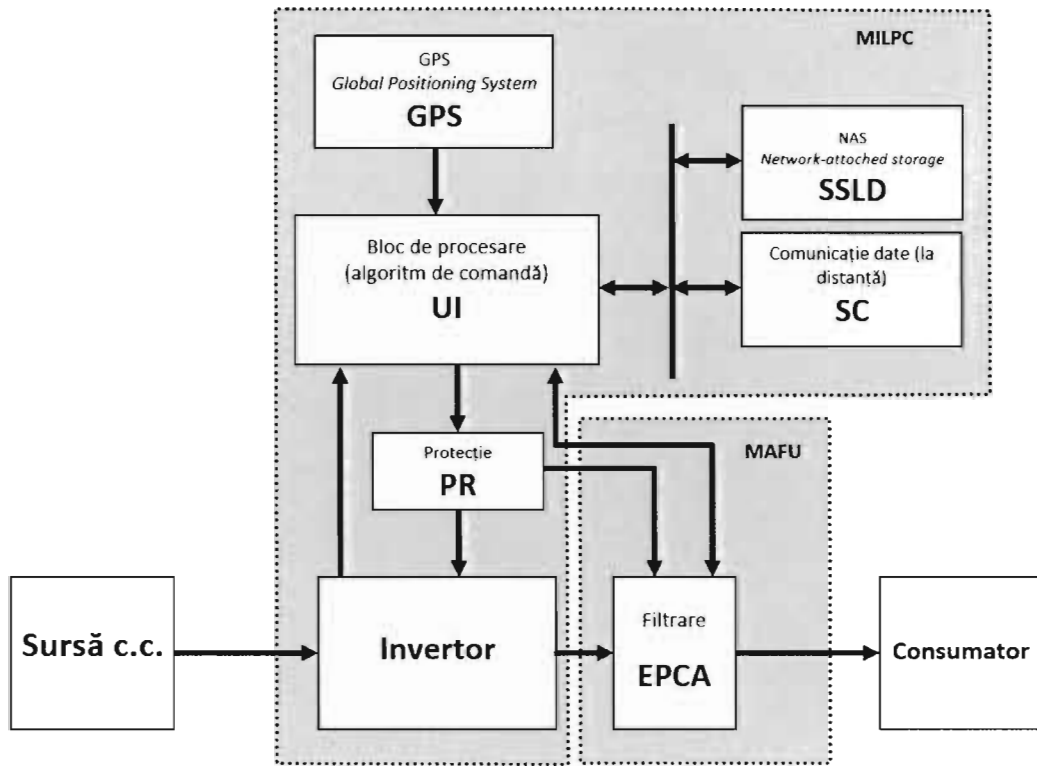 MILPC
GPS
Global Positioning System
GPS
NAS
Network-attoched storage
SSLD
Bloc de procesare
(algoritm de comandă)
UI
Comunicație date (la
distanță)
SC
Protecție
PR
MAFU
Sursă c.c.
Invertor
Filtrare
EPCA
Consumator